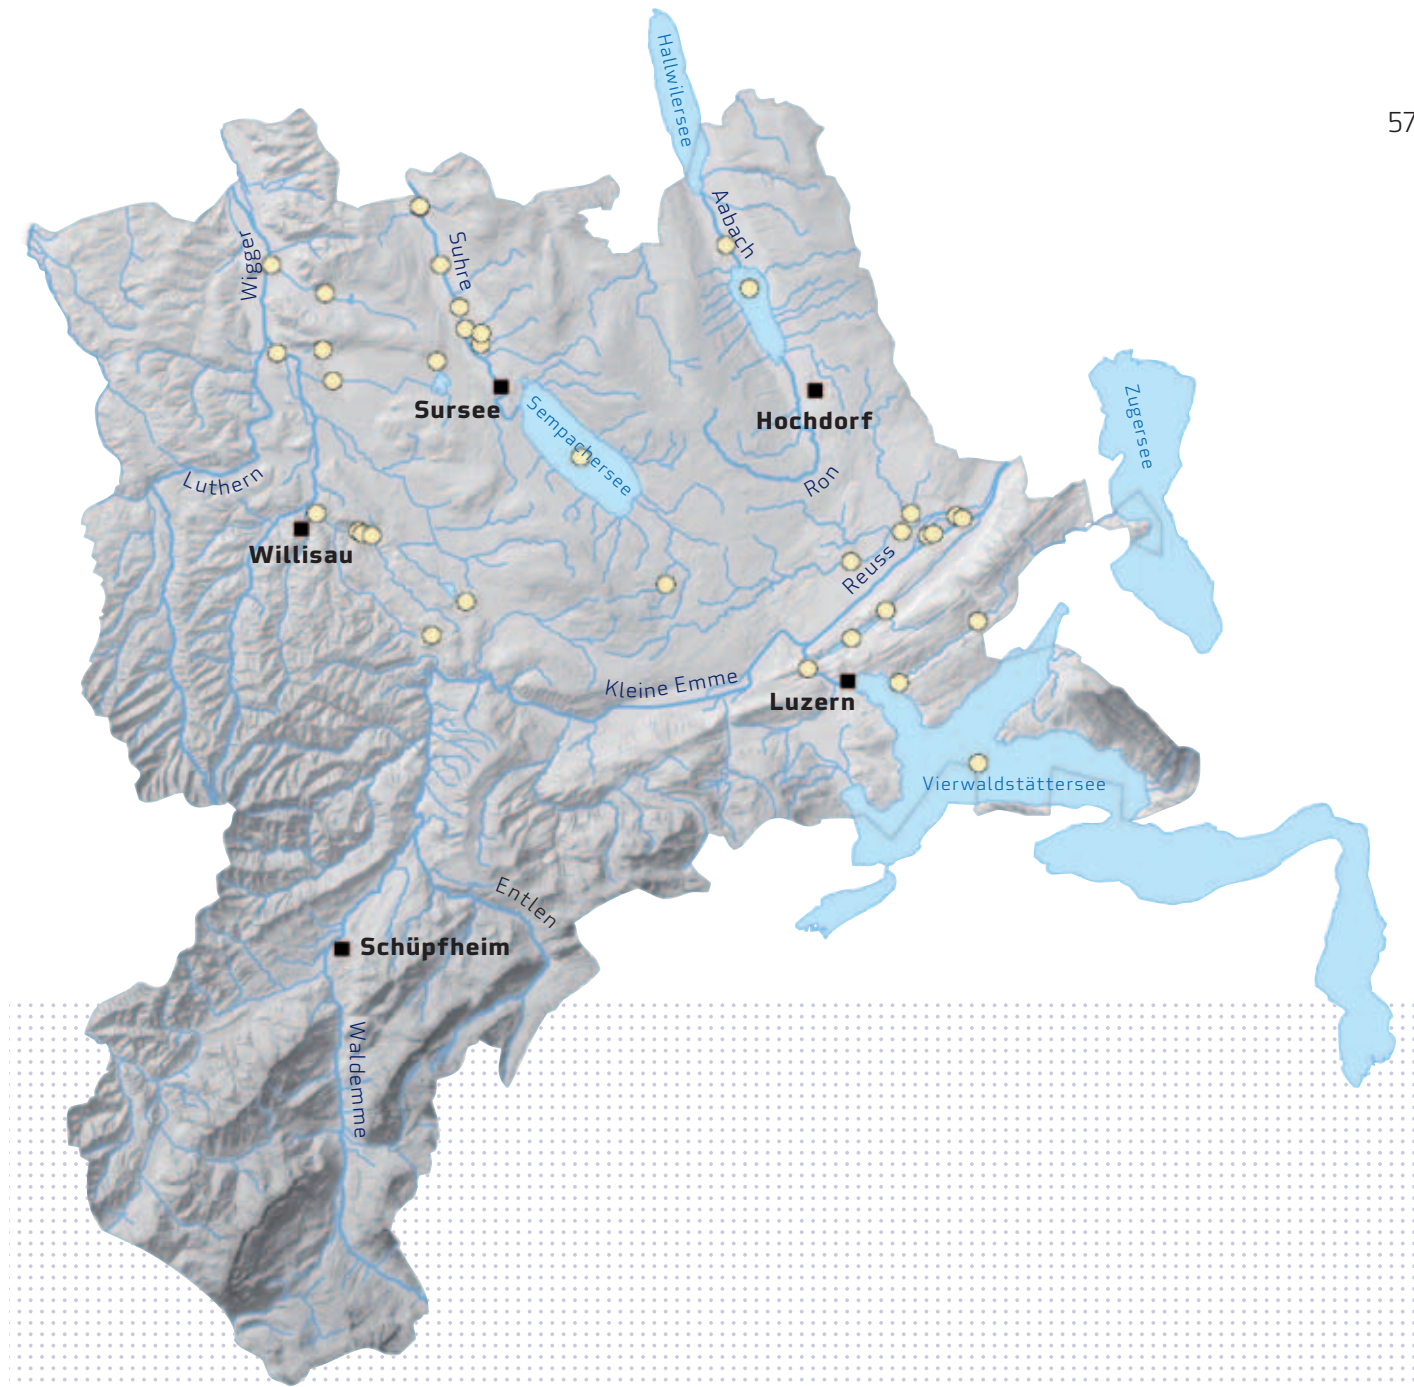 Hallwilersee
57
Aabach
Wigger
Suhre
Zugersee
Sursee
Sempachersee
Hochdorf
Luthern
Ron
Willisau
Reuss
Kleine Emme
Luzern
Vierwaldstättersee
Entlen
Schüpfheim
Waldemme